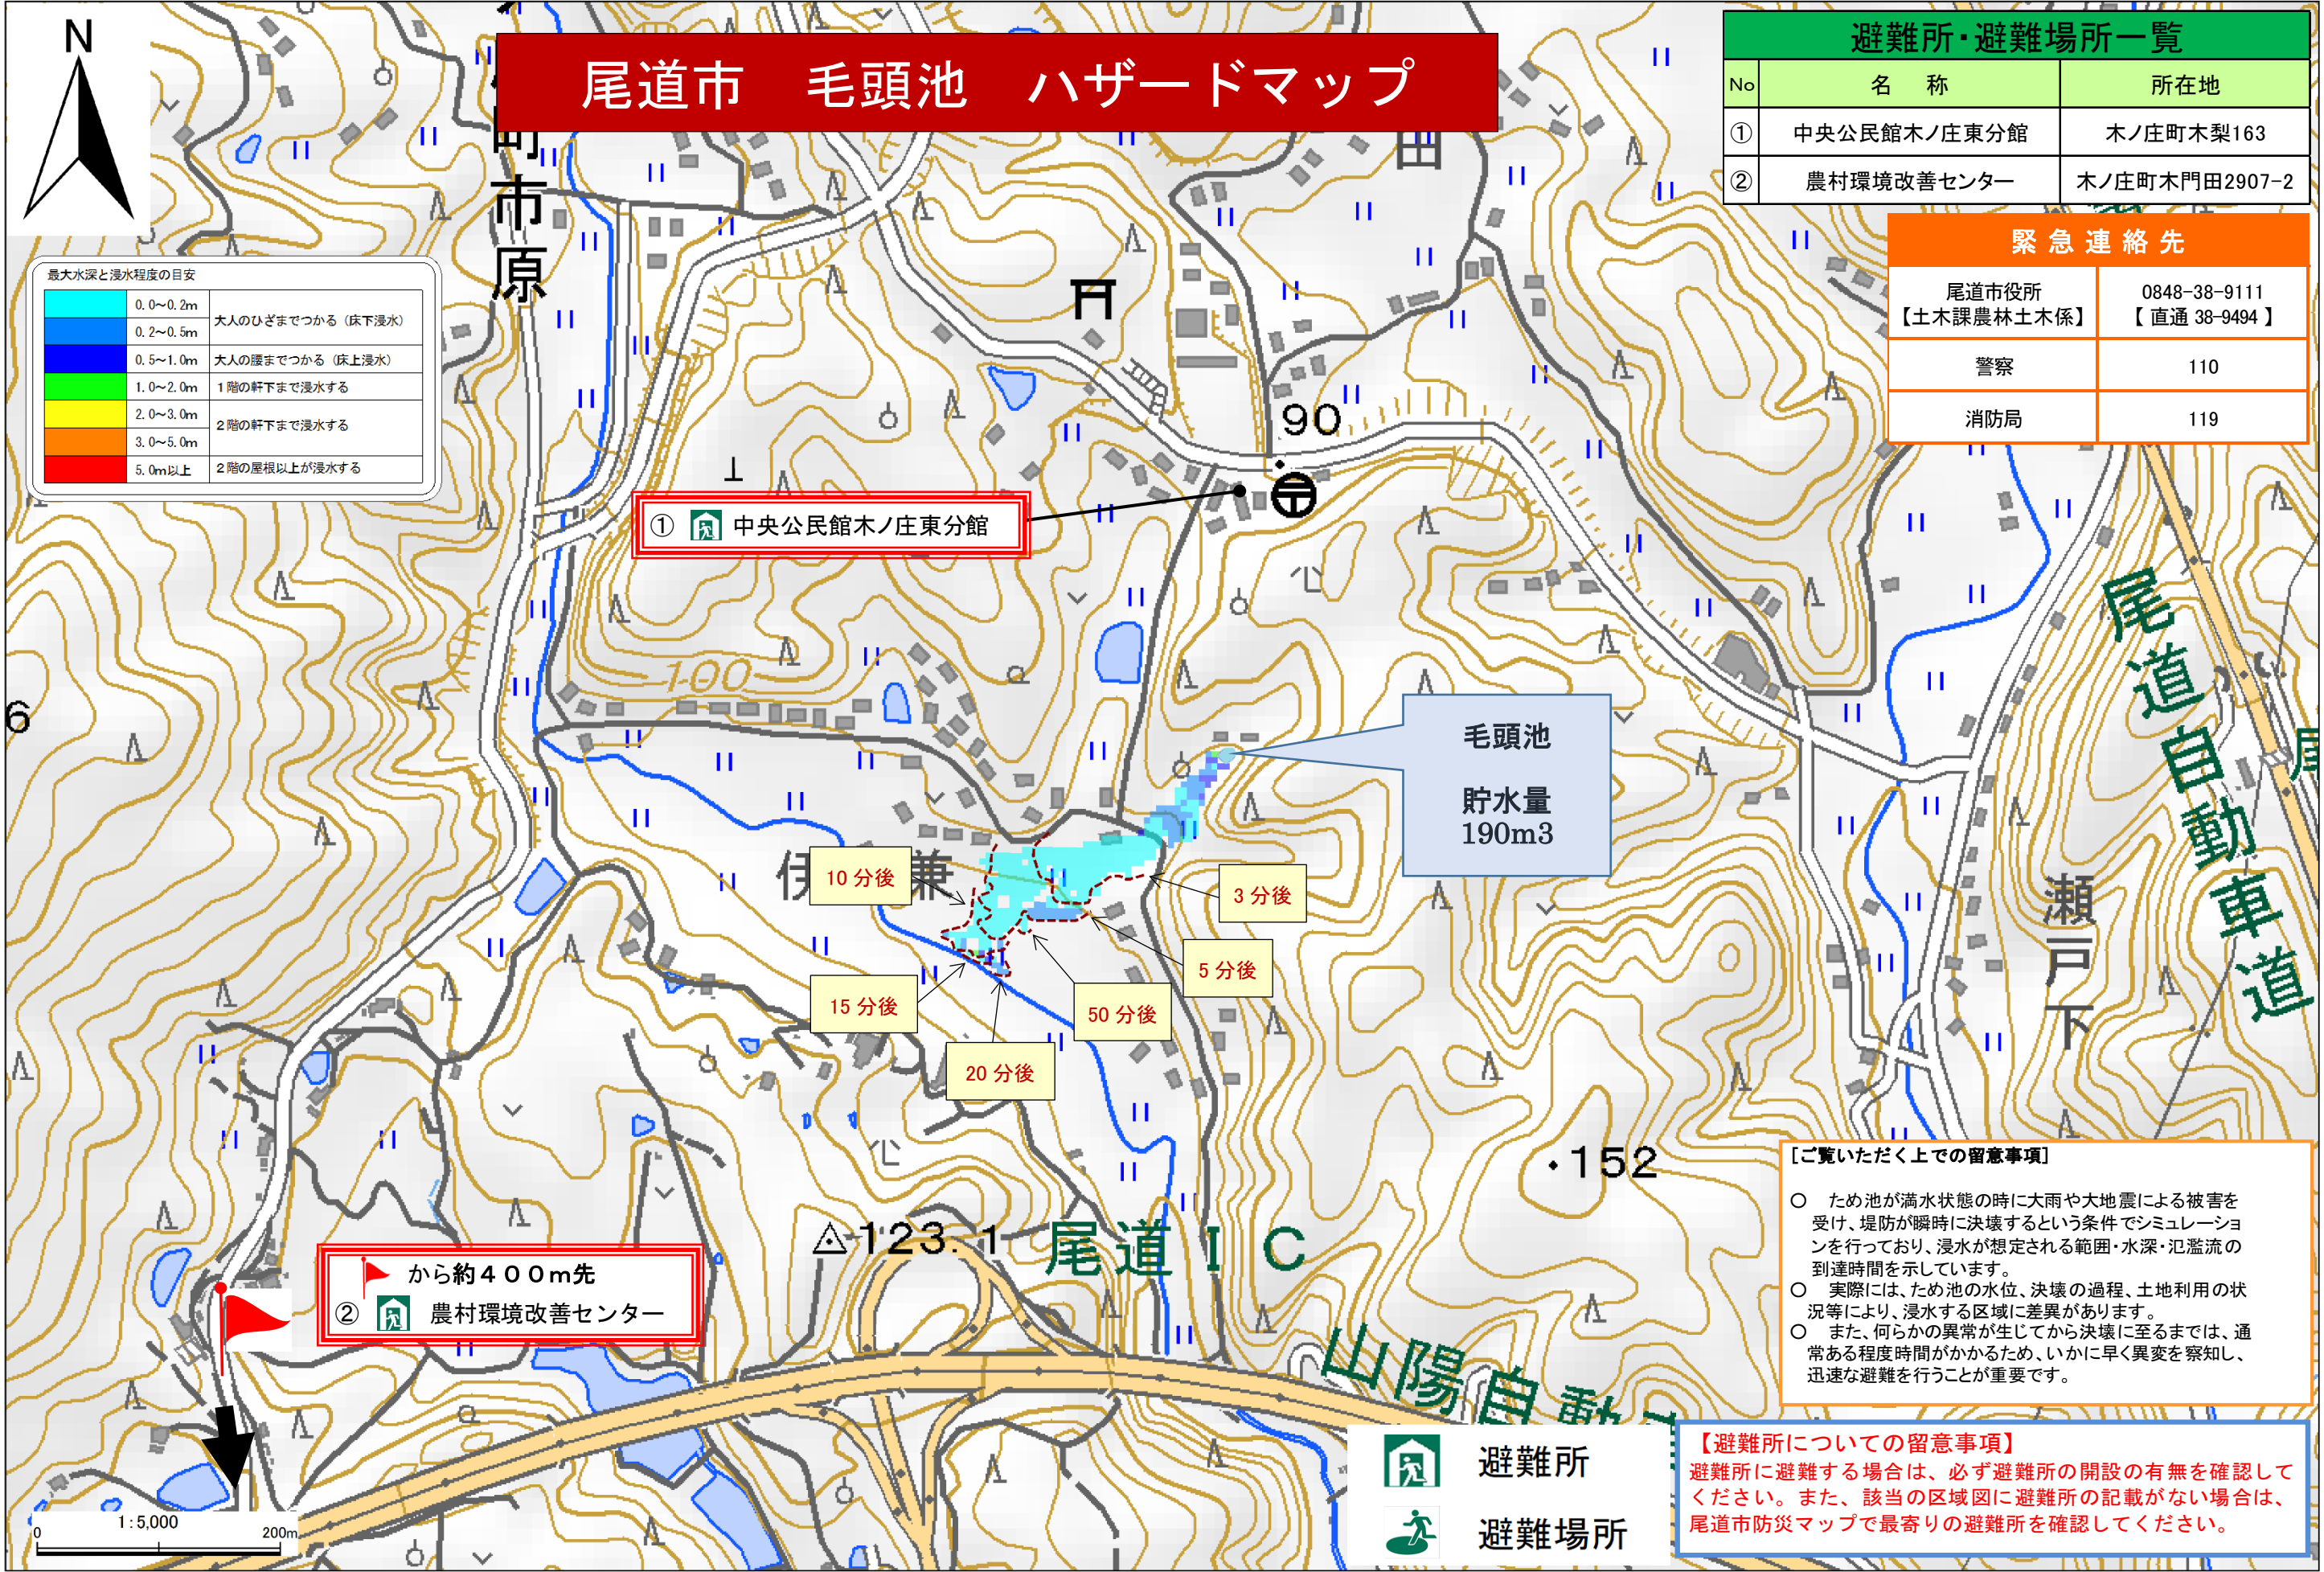 N
尾道市 毛頭池 ハザードマップ
避難所・避難場所一覧
No 名 称 所在地
① 中央公民館木ノ庄東分館 木ノ庄町木梨163
② 農村環境改善センター 木ノ庄町木門田2907-2
緊急連絡先
尾道市役所
【土木課農林土木係】
0848-38-9111
【 直通 38-9494 】
警察 110
消防局 119
最大水深と浸水程度の目安
0.0~0.2m
0.2~0.5m
大人のひざまでつかる（床下浸水）
0.5~1.0m 大人の腰までつかる（床上浸水）
1.0~2.0m 1階の軒下まで浸水する
2.0~3.0m
3.0~5.0m
2階の軒下まで浸水する
5.0m以上 2階の屋根以上が浸水する
町市原
田
90
① 中央公民館木ノ庄東分館
100
6
毛頭池
貯水量
190m3
尾道自動車道
尾
瀬戸下
兼
10 分後
3 分後
5 分後
15 分後
50 分後
20 分後
152
123.1
尾道IC
山陽自動
から約400m先
② 農村環境改善センター
[ご覧いただく上での留意事項]
○ ため池が満水状態の時に大雨や大地震による被害を
受け、堤防が瞬時に決壊するという条件でシミュレーショ
ンを行っており、浸水が想定される範囲・水深・氾濫流の
到達時間を示しています。
○ 実際には、ため池の水位、決壊の過程、土地利用の状
況等により、浸水する区域に差異があります。
○ また、何らかの異常が生じてから決壊に至るまでは、通
常ある程度時間がかかるため、いかに早く異変を察知し、
迅速な避難を行うことが重要です。
避難所
避難場所
【避難所についての留意事項】
避難所に避難する場合は、必ず避難所の開設の有無を確認して
ください。また、該当の区域図に避難所の記載がない場合は、
尾道市防災マップで最寄りの避難所を確認してください。
1:5,000
0 200m